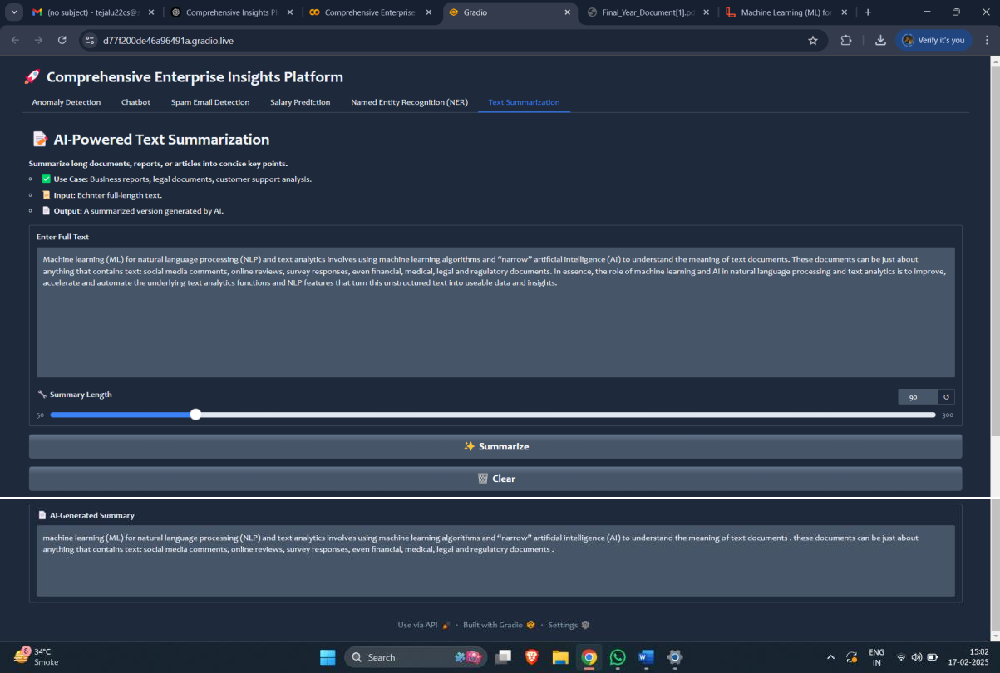 (no subject) - tejalu22cs@s
Comprehensive Insights Pl
Comprehensive Enterprise
Gradio
Final_Year_Document[1].pd
Machine Learning (ML) for
d77f200de46a96491a.gradio.live
Verify it's you
Comprehensive Enterprise Insights Platform
Anomaly Detection
Chatbot
Spam Email Detection
Salary Prediction
Named Entity Recognition (NER)
Text Summarization
AI-Powered Text Summarization
Summarize long documents, reports, or articles into concise key points.
Use Case: Business reports, legal documents, customer support analysis.
Input: Echnter full-length text.
Output: A summarized version generated by AI.
Enter Full Text
Machine learning (ML) for natural language processing (NLP) and text analytics involves using machine learning algorithms and “narrow” artificial intelligence (AI) to understand the meaning of text documents. These documents can be just about
anything that contains text: social media comments, online reviews, survey responses, even financial, medical, legal and regulatory documents. In essence, the role of machine learning and AI in natural language processing and text analytics is to improve,
accelerate and automate the underlying text analytics functions and NLP features that turn this unstructured text into useable data and insights.
Summary Length
90
50
300
Summarize
Clear
AI-Generated Summary
machine learning (ML) for natural language processing (NLP) and text analytics involves using machine learning algorithms and “narrow” artificial intelligence (AI) to understand the meaning of text documents . these documents can be just about
anything that contains text: social media comments, online reviews, survey responses, even financial, medical, legal and regulatory documents .
Use via API · Built with Gradio · Settings
8
34°C
Smoke
Search
ENG
IN
15:02
17-02-2025